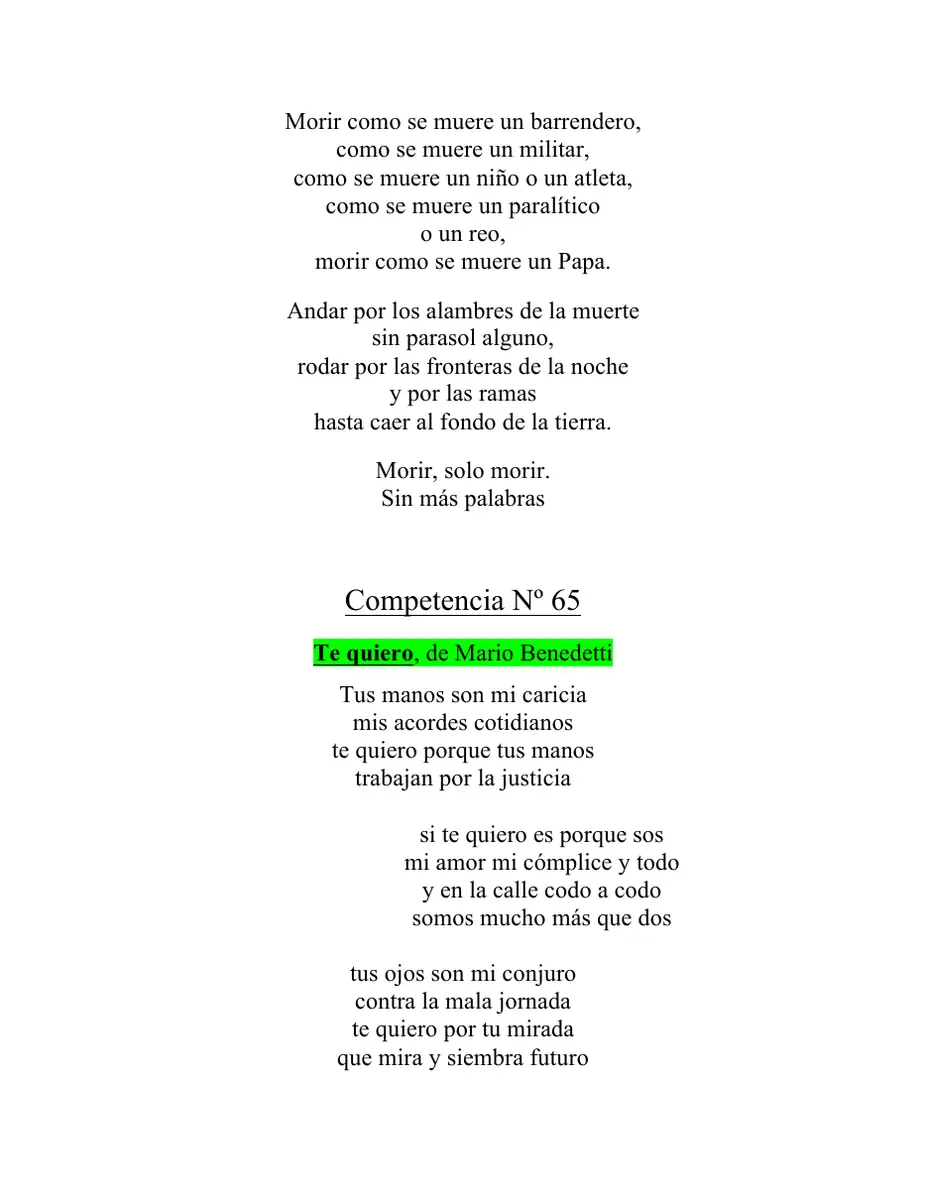 Morir como se muere un barrendero,
como se muere un militar,
como se muere un niño o un atleta,
como se muere un paralítico
o un reo,
morir como se muere un Papa.
Andar por los alambres de la muerte
sin parasol alguno,
rodar por las fronteras de la noche
y por las ramas
hasta caer al fondo de la tierra.
Morir, solo morir.
Sin más palabras
Competencia Nº 65
Te quiero, de Mario Benedetti
Tus manos son mi caricia
mis acordes cotidianos
te quiero porque tus manos
trabajan por la justicia
si te quiero es porque sos
mi amor mi cómplice y todo
y en la calle codo a codo
somos mucho más que dos
tus ojos son mi conjuro
contra la mala jornada
te quiero por tu mirada
que mira y siembra futuro